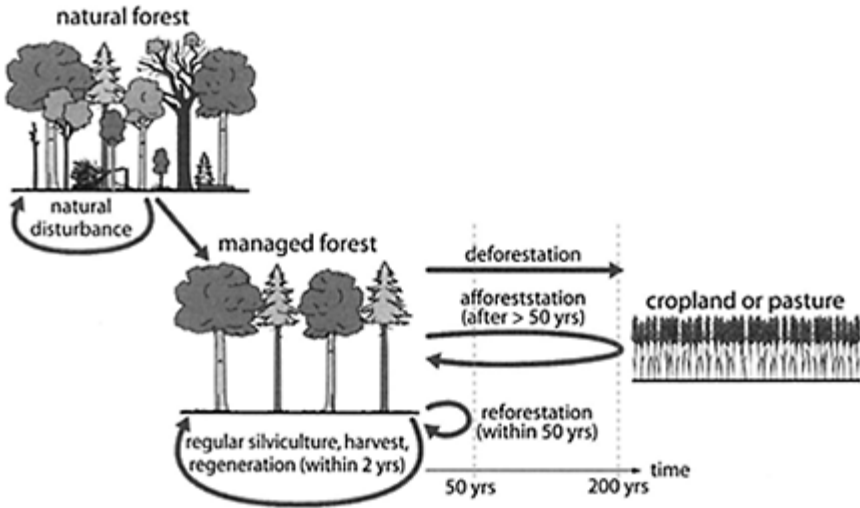 natural forest
natural
disturbance
managed forest
deforestation
afforeststation
(after > 50 yrs)
cropland or pasture
reforestation
(within 50 yrs)
regular silviculture, harvest,
regeneration (within 2 yrs)
time
50 yrs
200 yrs